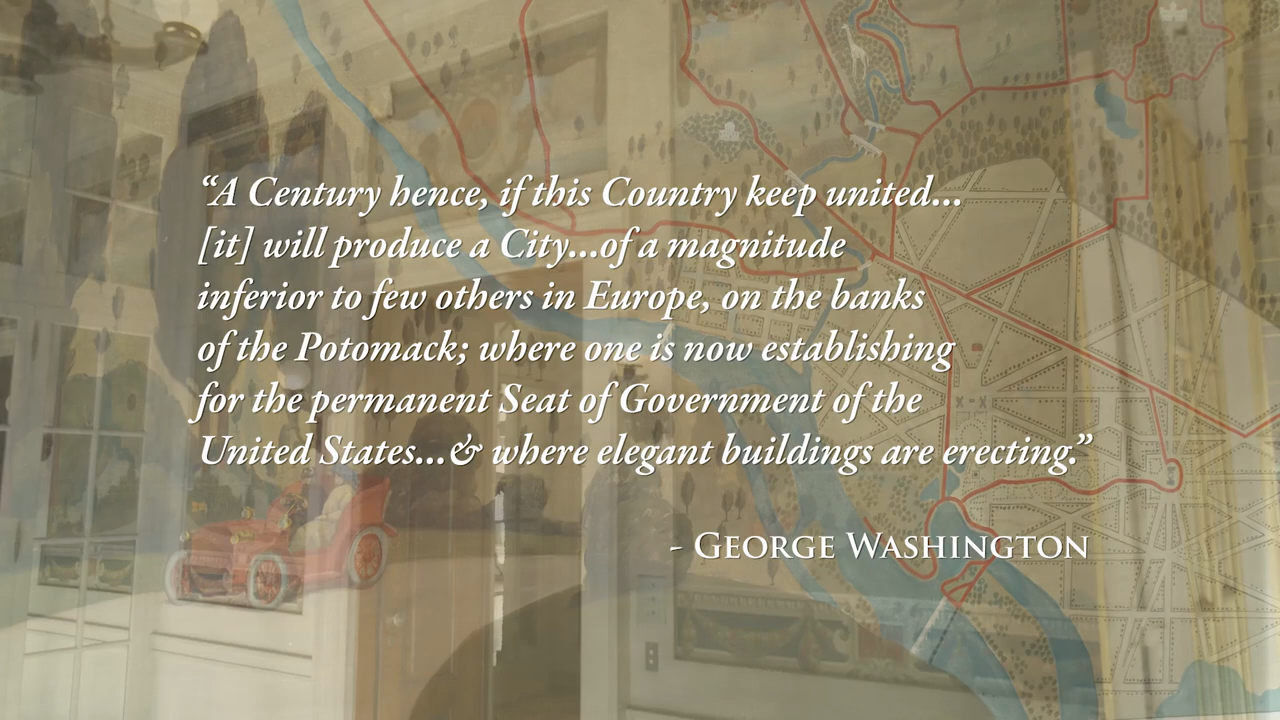 “A Century hence, if this Country keep united...
[it] will produce a City...of a magnitude
inferior to few others in Europe, on the banks
of the Potomack; where one is now establishing
for the permanent Seat of Government of the
United States...& where elegant buildings are erecting.”
- George Washington